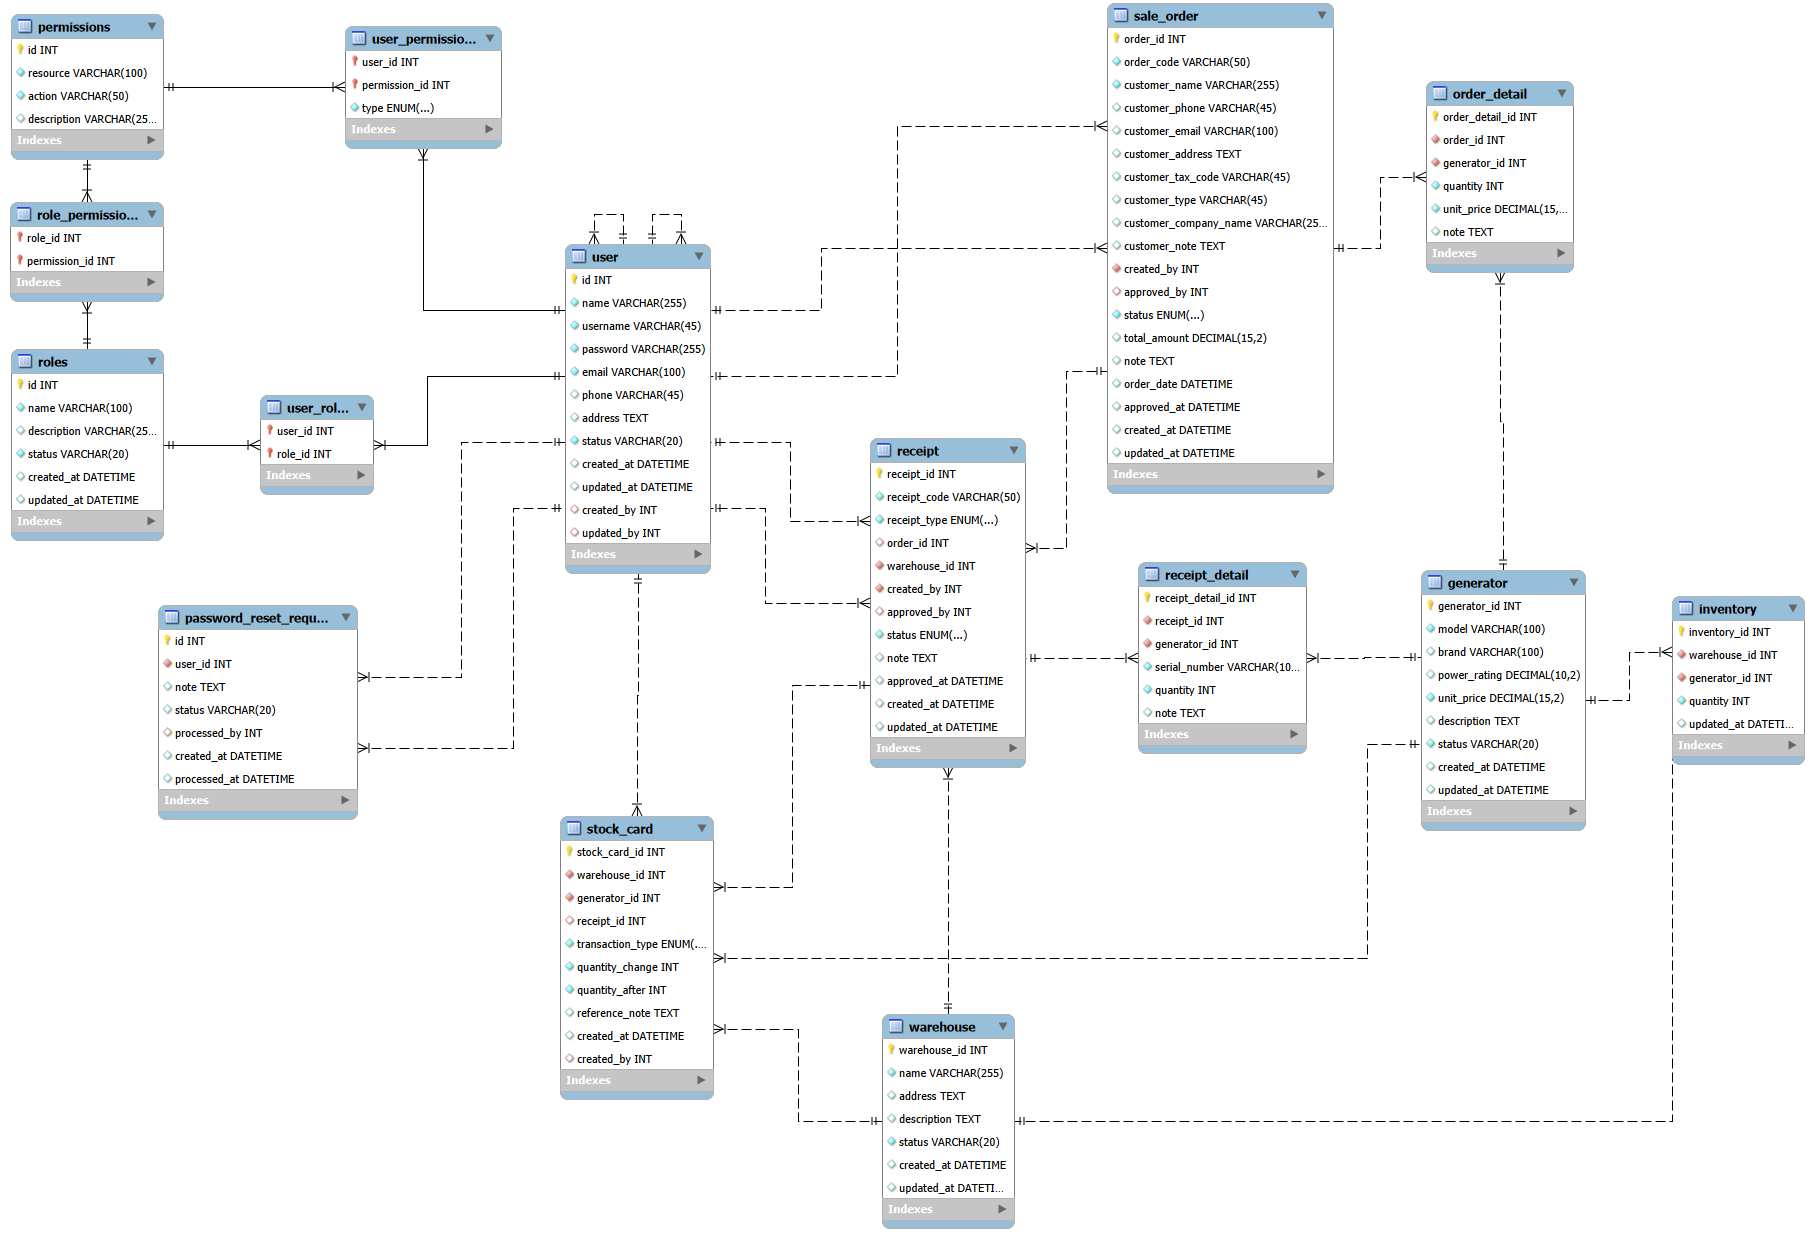 permissions
id INT
resource VARCHAR(100)
action VARCHAR(50)
description VARCHAR(25...
Indexes
user_permissio...
user_id INT
permission_id INT
type ENUM(...)
Indexes
role_permissio...
role_id INT
permission_id INT
Indexes
roles
id INT
name VARCHAR(100)
description VARCHAR(25...
status VARCHAR(20)
created_at DATETIME
updated_at DATETIME
Indexes
user_rol...
user_id INT
role_id INT
Indexes
user
id INT
name VARCHAR(255)
username VARCHAR(45)
password VARCHAR(255)
email VARCHAR(100)
phone VARCHAR(45)
address TEXT
status VARCHAR(20)
created_at DATETIME
updated_at DATETIME
created_by INT
updated_by INT
Indexes
sale_order
order_id INT
order_code VARCHAR(50)
customer_name VARCHAR(255)
customer_phone VARCHAR(45)
customer_email VARCHAR(100)
customer_address TEXT
customer_tax_code VARCHAR(45)
customer_type VARCHAR(45)
customer_company_name VARCHAR(25...
customer_note TEXT
created_by INT
approved_by INT
status ENUM(...)
total_amount DECIMAL(15,2)
note TEXT
order_date DATETIME
approved_at DATETIME
created_at DATETIME
updated_at DATETIME
Indexes
order_detail
order_detail_id INT
order_id INT
generator_id INT
quantity INT
unit_price DECIMAL(15,...
note TEXT
Indexes
receipt
receipt_id INT
receipt_code VARCHAR(50)
receipt_type ENUM(...)
order_id INT
warehouse_id INT
created_by INT
approved_by INT
status ENUM(...)
note TEXT
approved_at DATETIME
created_at DATETIME
updated_at DATETIME
Indexes
receipt_detail
receipt_detail_id INT
receipt_id INT
generator_id INT
serial_number VARCHAR(10...
quantity INT
note TEXT
Indexes
generator
generator_id INT
model VARCHAR(100)
brand VARCHAR(100)
power_rating DECIMAL(10,2)
unit_price DECIMAL(15,2)
description TEXT
status VARCHAR(20)
created_at DATETIME
updated_at DATETIME
Indexes
inventory
inventory_id INT
warehouse_id INT
generator_id INT
quantity INT
updated_at DATETI...
Indexes
password_reset_requ...
id INT
user_id INT
note TEXT
status VARCHAR(20)
processed_by INT
created_at DATETIME
processed_at DATETIME
Indexes
stock_card
stock_card_id INT
warehouse_id INT
generator_id INT
receipt_id INT
transaction_type ENUM(....
quantity_change INT
quantity_after INT
reference_note TEXT
created_at DATETIME
created_by INT
Indexes
warehouse
warehouse_id INT
name VARCHAR(255)
address TEXT
description TEXT
status VARCHAR(20)
created_at DATETIME
updated_at DATETI...
Indexes